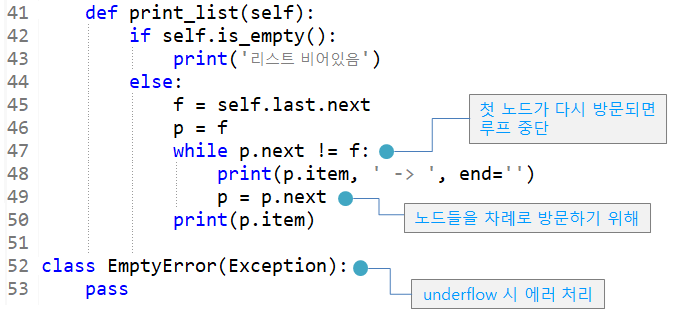 41 def print_list(self):
42 if self.is_empty():
43 print('리스트 비어있음')
44 else:
45 f = self.last.next
46 p = f
47 while p.next != f:
48 print(p.item, ' -> ', end='')
49 p = p.next
50 print(p.item)
51
52 class EmptyError(Exception):
53 pass
첫 노드가 다시 방문되면
루프 중단
노드들을 차례로 방문하기 위해
underflow 시 에러 처리